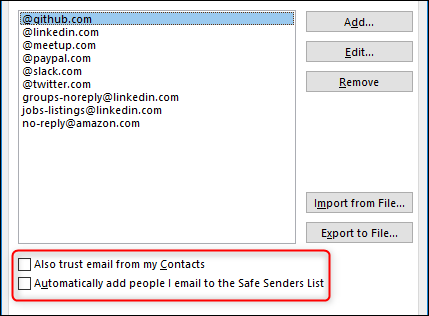 @github.com
@linkedin.com
@meetup.com
@paypal.com
@slack.com
@twitter.com
groups-noreply@linkedin.com
jobs-listings@linkedin.com
no-reply@amazon.com
Add...
Edit...
Remove
Import from File...
Export to File...
Also trust email from my Contacts
Automatically add people I email to the Safe Senders List